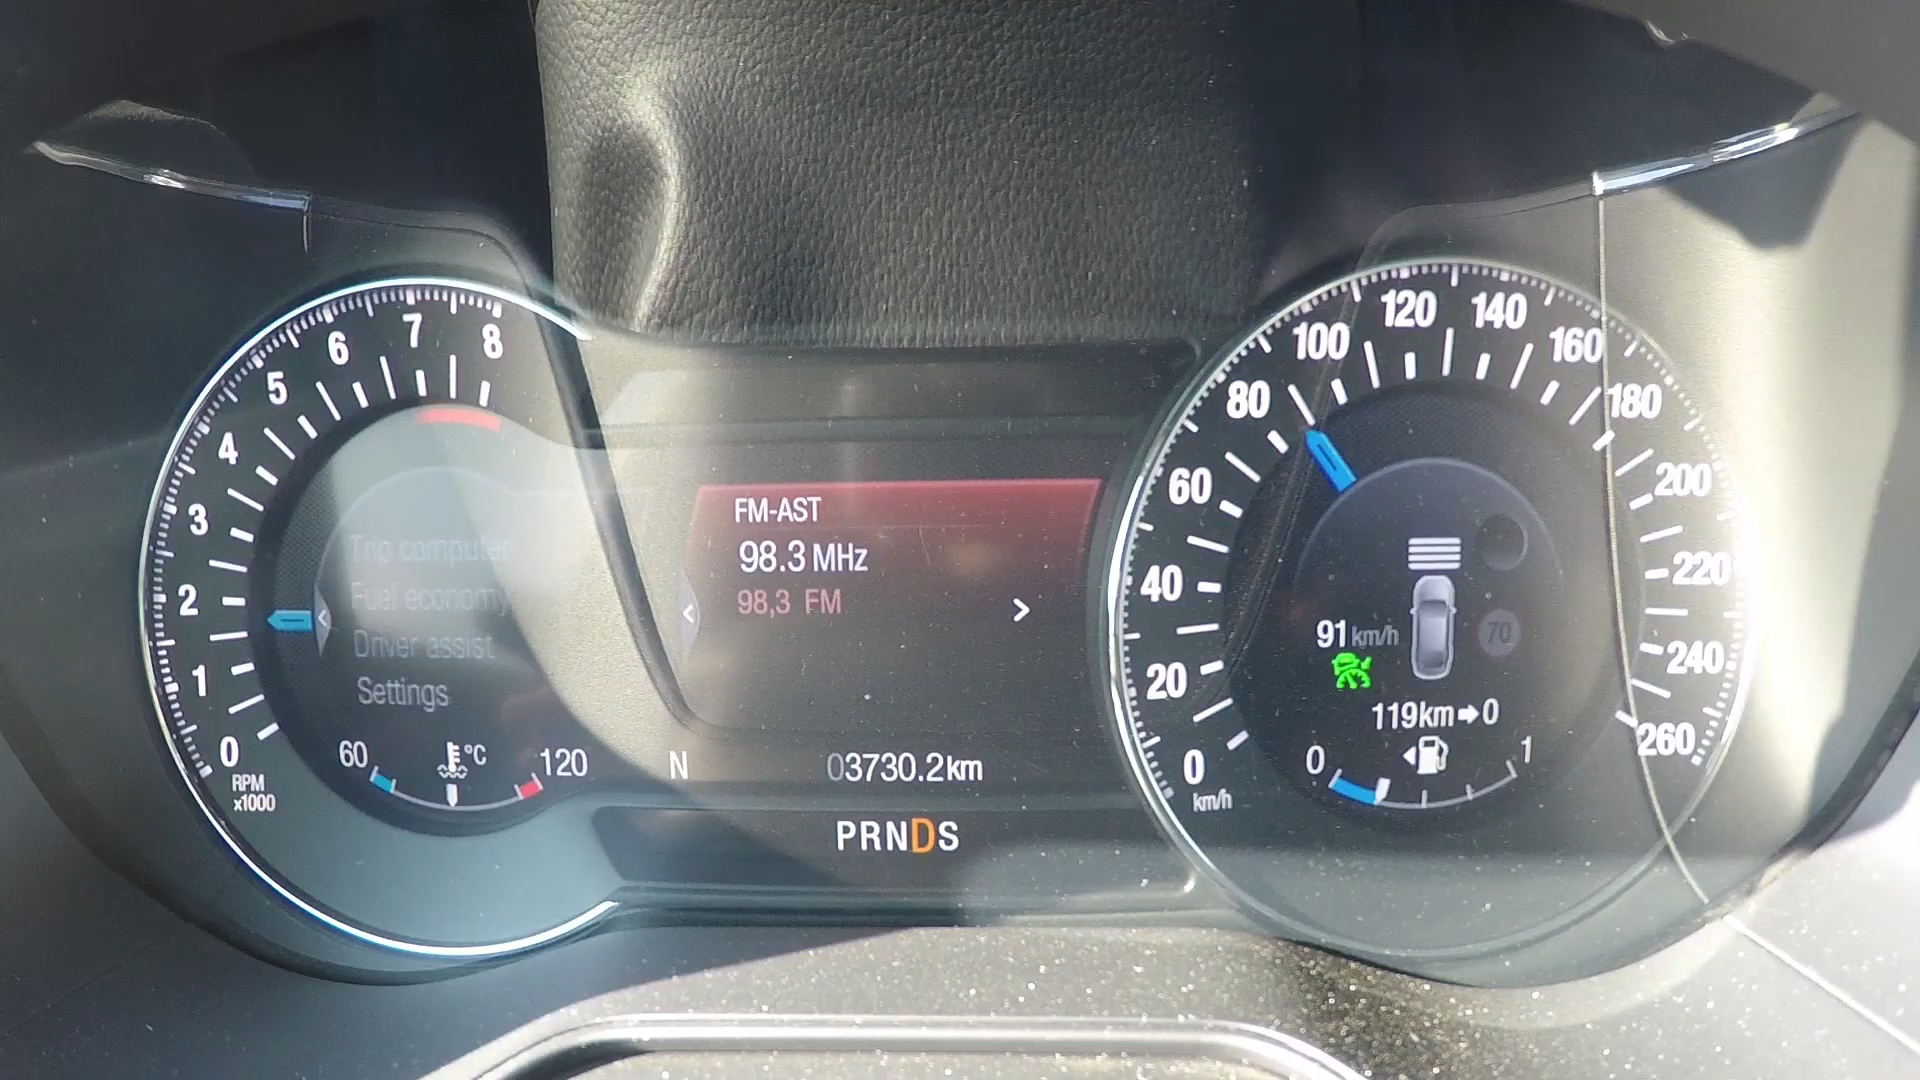 0
1
2
3
4
5
6
7
8
RPM
x1000
Trip computer
Fuel economy
Driver assist
Settings
60
°C
120
FM-AST
98.3 MHz
98,3 FM
N
03730.2km
PRNDS
0
20
40
60
80
100
120
140
160
180
200
220
240
260
km/h
91 km/h
70
119km→0
0
1